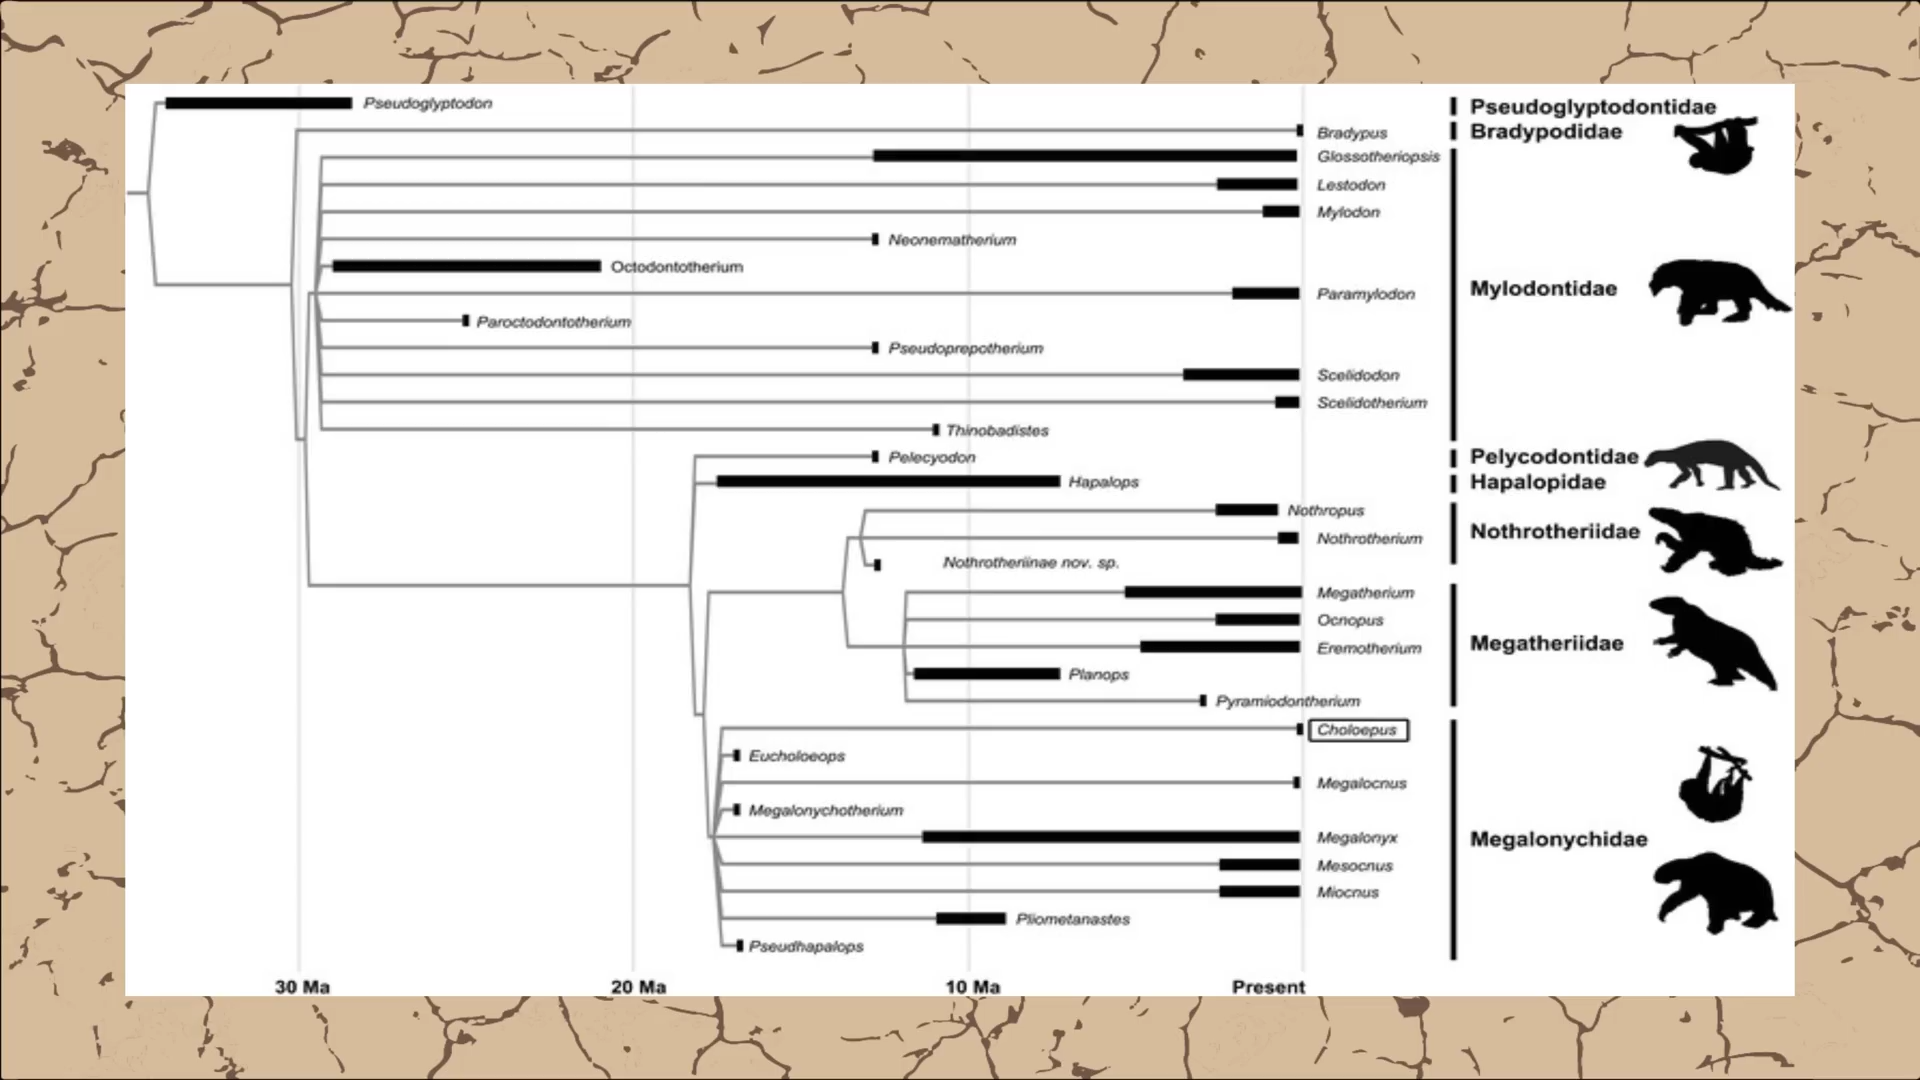 Pseudoglyptodon
Pseudoglyptodontidae
Bradypus
Bradypodidae
Glossotheriopsis
Lestodon
Mylodon
Neonematherium
Octodontotherium
Mylodontidae
Paramylodon
Paroctodontotherium
Pseudoprepotherium
Scelidodon
Scelidotherium
Thinobadistes
Pelecyodon
Pelycodontidae
Hapalops
Hapalopidae
Nothropus
Nothrotheriidae
Nothrotherium
Nothrotheriinae nov. sp.
Megatherium
Ocnopus
Megatheriidae
Eremotherium
Planops
Pyramiodontherium
Choloepus
Eucholoeops
Megalocnus
Megalonychotherium
Megalonyx
Megalonychidae
Mesocnus
Miocnus
Pliometanastes
Pseudhapalops
30 Ma 20 Ma 10 Ma Present